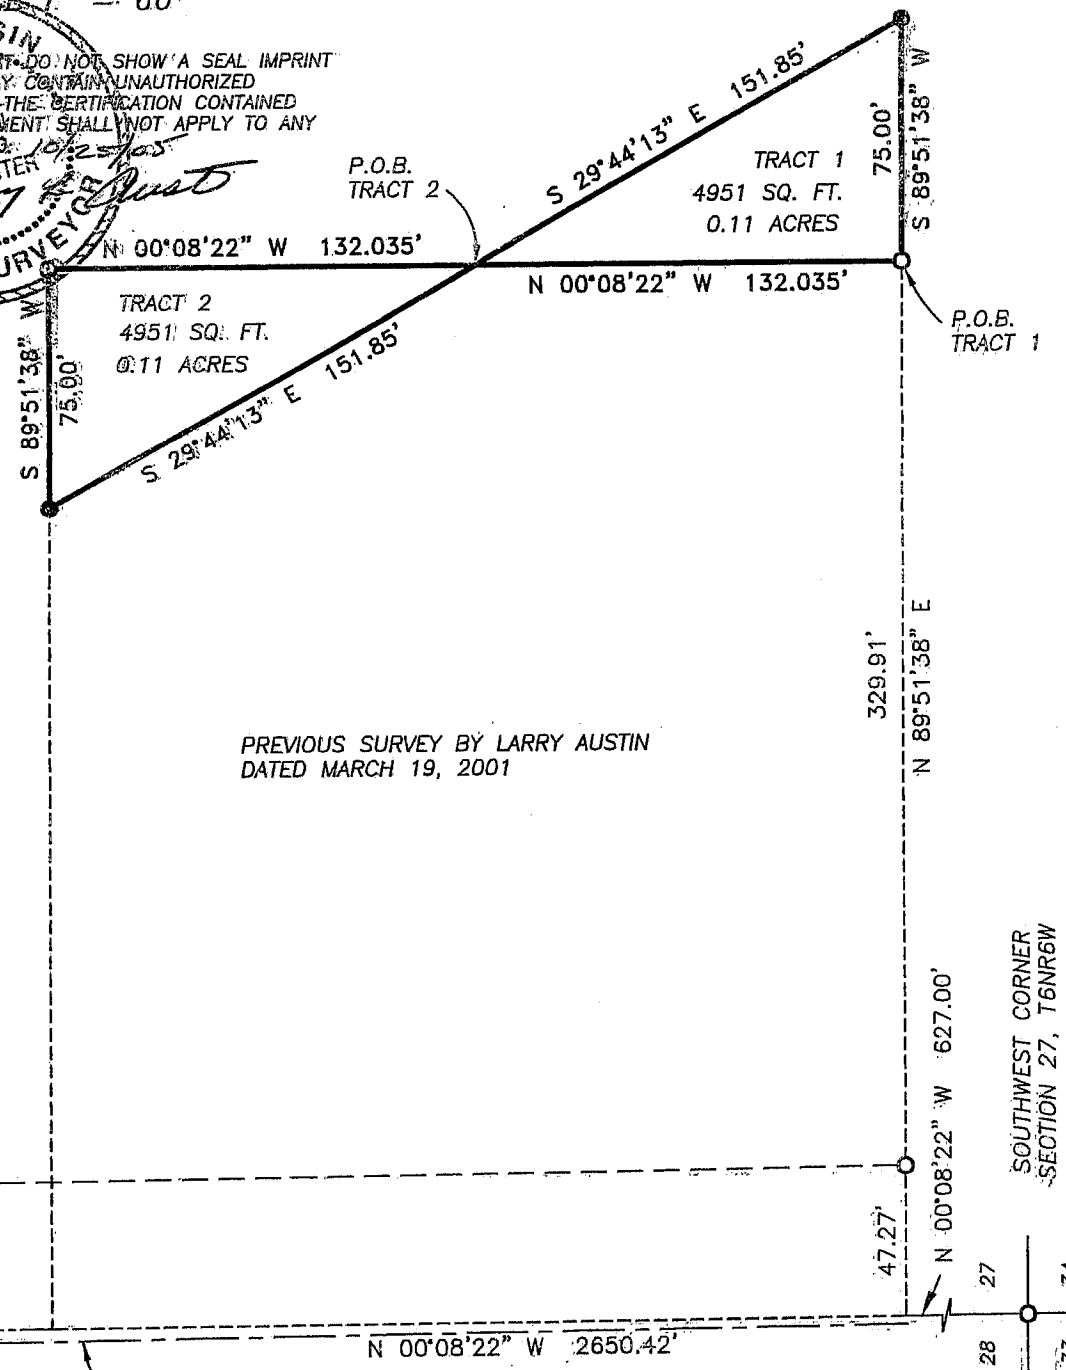 SHOW A SEAL IMPRINT
CONTAIN UNAUTHORIZED
THE CERTIFICATION CONTAINED
SHALL NOT APPLY TO ANY
10/25/05
SURVEYOR
P.O.B.
TRACT 2
S 29°44'13" E 151.85'
TRACT 1
4951 SQ. FT.
0.11 ACRES
75.00'
S 89°51'38" W
N 00°08'22" W 132.035'
N 00°08'22" W 132.035'
P.O.B.
TRACT 1
TRACT 2
4951 SQ. FT.
0.11 ACRES
S 89°51'38" W
75.00'
S 29°44'13" E 151.85'
329.91'
N 89°51'38" E
PREVIOUS SURVEY BY LARRY AUSTIN
DATED MARCH 19, 2001
N 00°08'22" W 627.00'
SOUTHWEST CORNER
SECTION 27, T6NR6W
47.27'
27
28
N 00°08'22" W 2650.42'